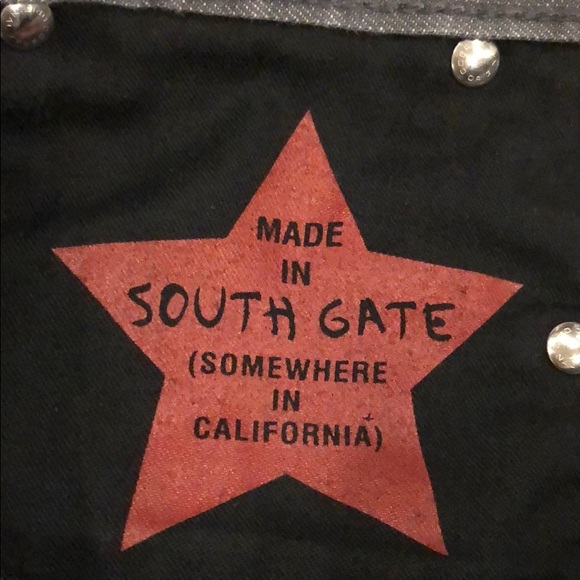 MADE
IN
SOUTH GATE
(SOMEWHERE
IN
CALIFORNIA)